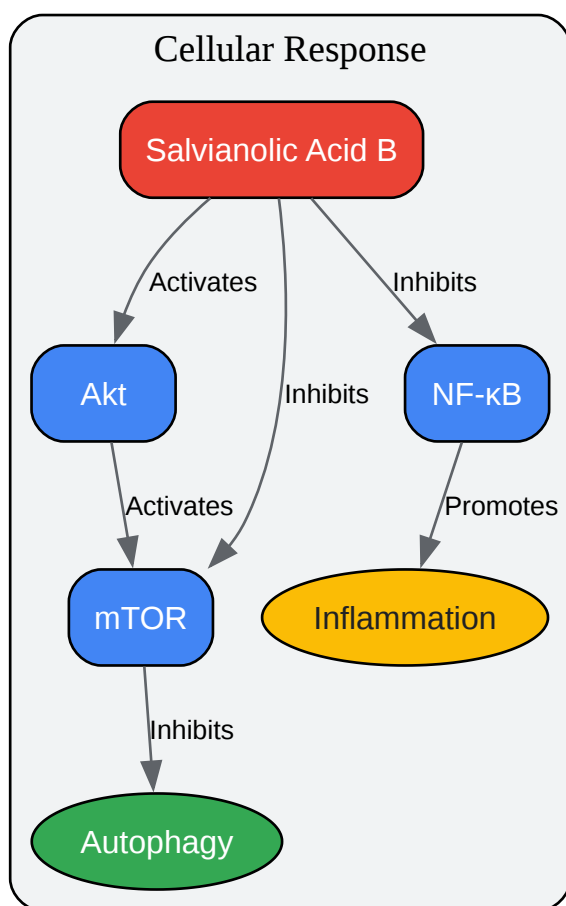 Cellular Response
Salvianolic Acid B
Activates
Inhibits
Akt
Inhibits
NF-κB
Activates
Promotes
mTOR
Inflammation
Inhibits
Autophagy